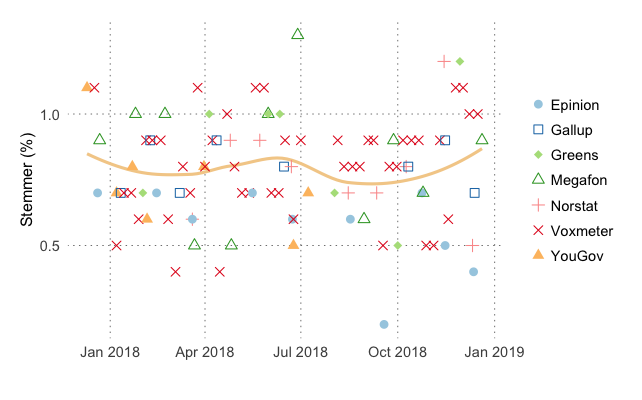 Stemmer (%)
1.0
0.5
Jan 2018
Apr 2018
Jul 2018
Oct 2018
Jan 2019
Epinion
Gallup
Greens
Megafon
Norstat
Voxmeter
YouGov